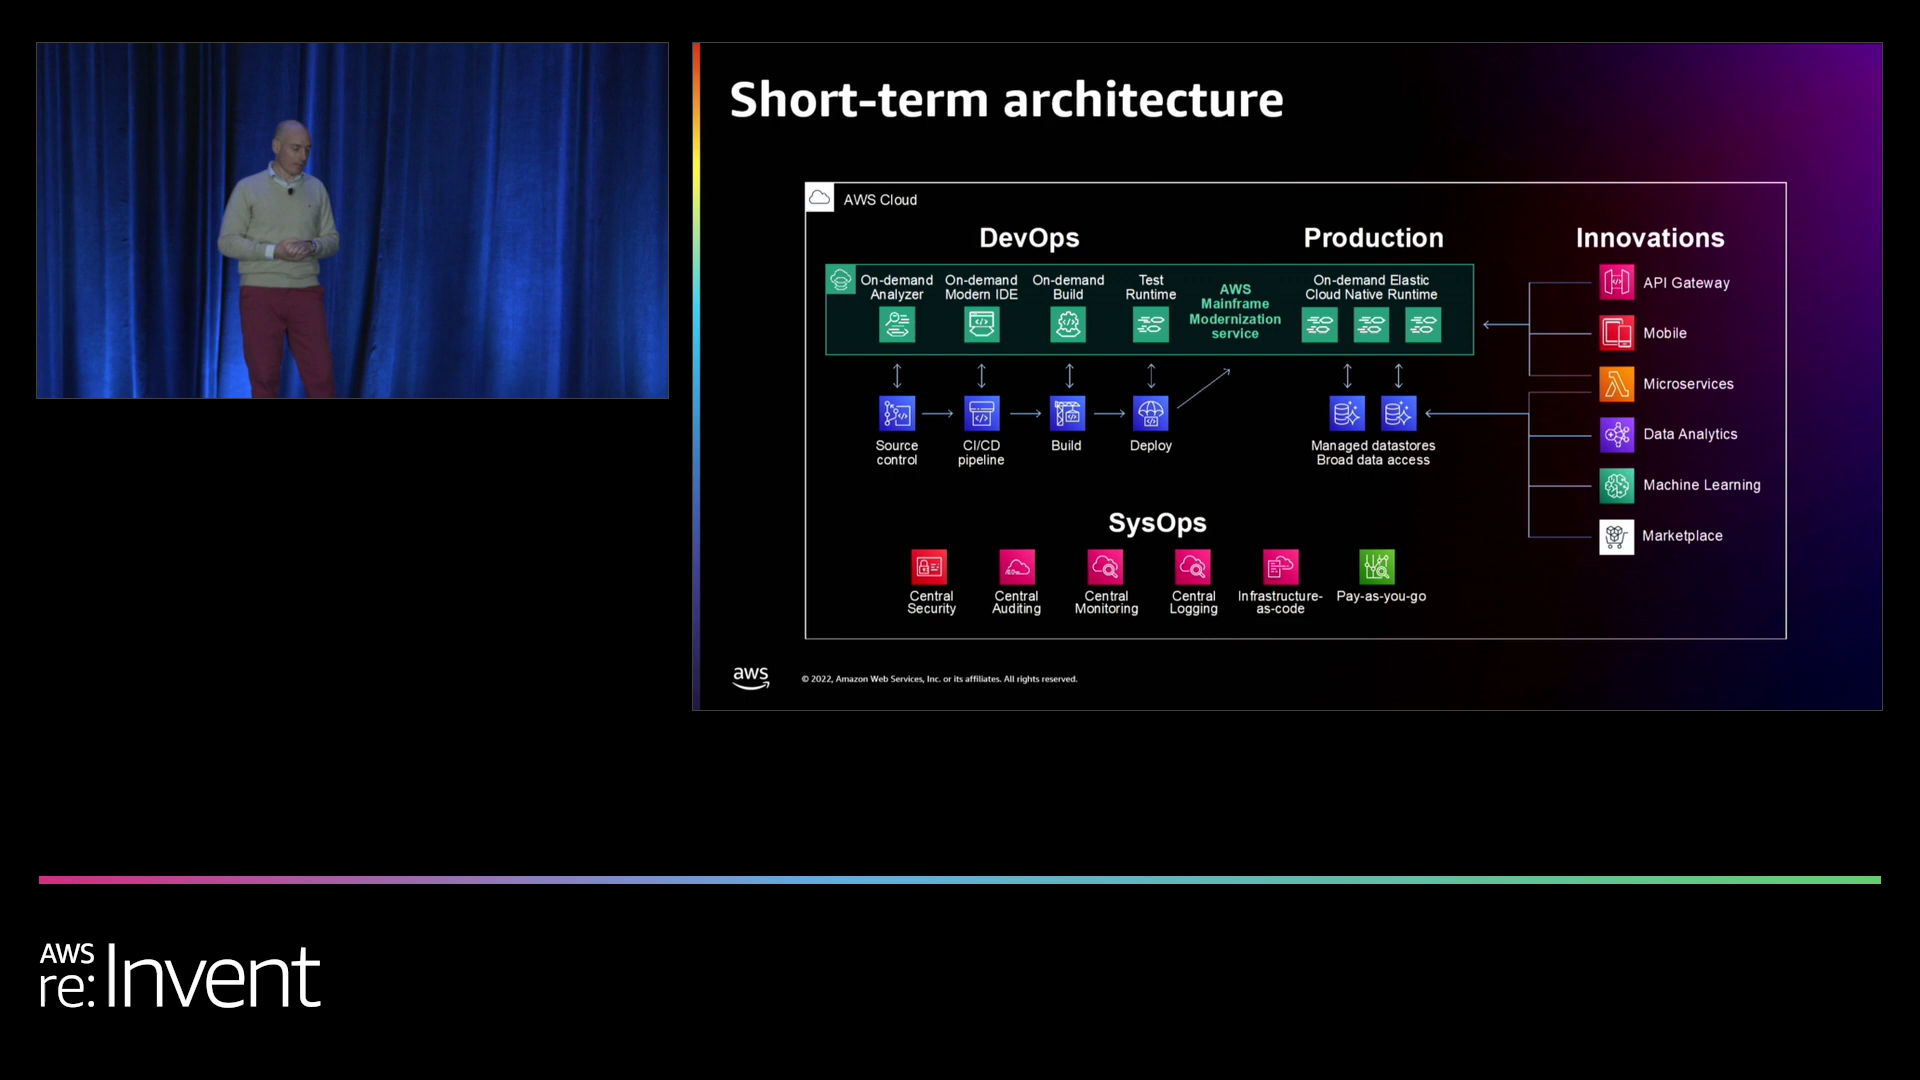 Short-term architecture
AWS Cloud
DevOps
Production
Innovations
On-demand
Analyzer
On-demand
Modern IDE
On-demand
Build
Test
Runtime
AWS
Mainframe
Modernization
service
On-demand Elastic
Cloud Native Runtime
API Gateway
Mobile
Microservices
Data Analytics
Machine Learning
Marketplace
Source
control
CI/CD
pipeline
Build
Deploy
Managed datastores
Broad data access
SysOps
Central
Security
Central
Auditing
Central
Monitoring
Central
Logging
Infrastructure-
as-code
Pay-as-you-go
aws
© 2022, Amazon Web Services, Inc. or its affiliates. All rights reserved.
AWS
re:Invent